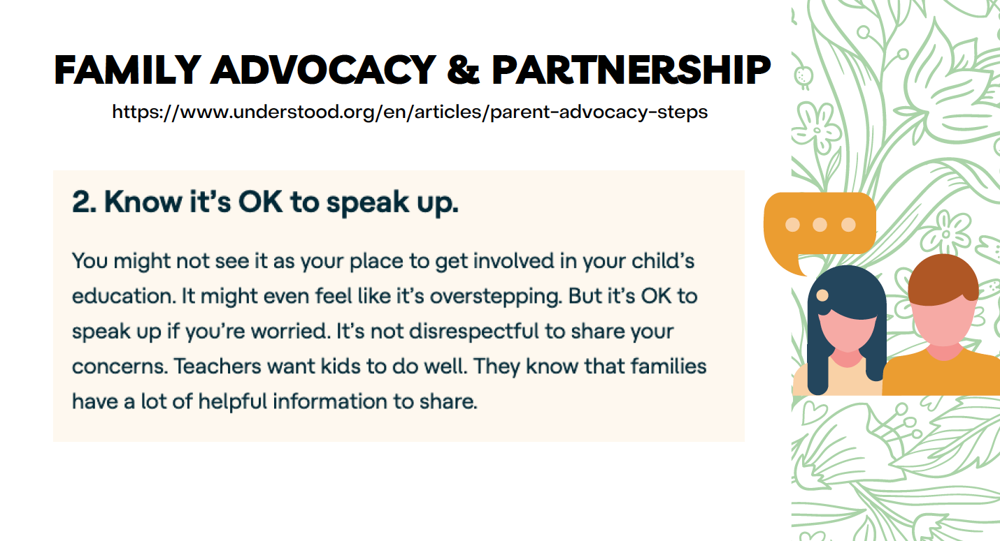 FAMILY ADVOCACY & PARTNERSHIP
https://www.understood.org/en/articles/parent-advocacy-steps
2. Know it’s OK to speak up.
You might not see it as your place to get involved in your child’s
education. It might even feel like it’s overstepping. But it’s OK to
speak up if you’re worried. It’s not disrespectful to share your
concerns. Teachers want kids to do well. They know that families
have a lot of helpful information to share.